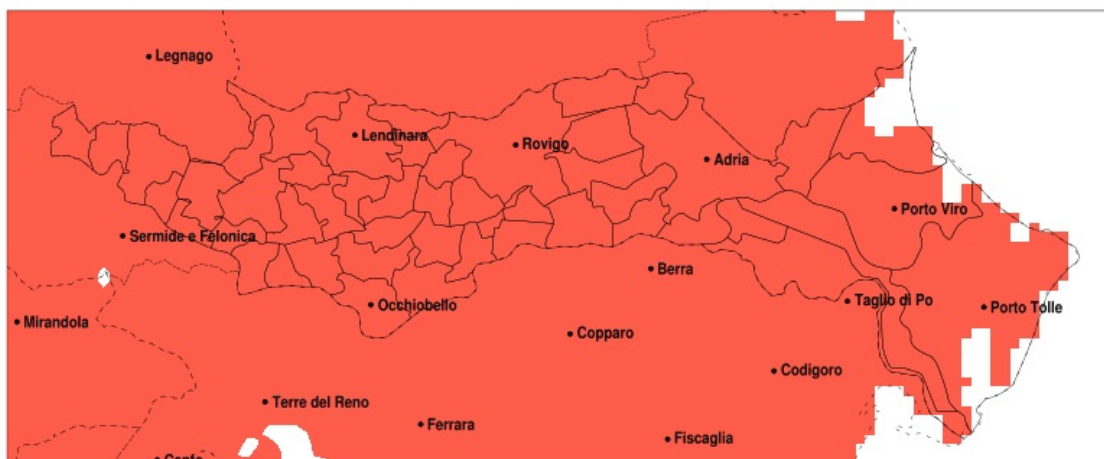 Legnago
Lendinara
Rovigo
Adria
Porto Viro
Sermide e Felonica
Berra
Taglio di Po
Porto Tolle
Occhiobello
Mirandola
Copparo
Codigoro
Terre del Reno
Ferrara
Fiscaglia